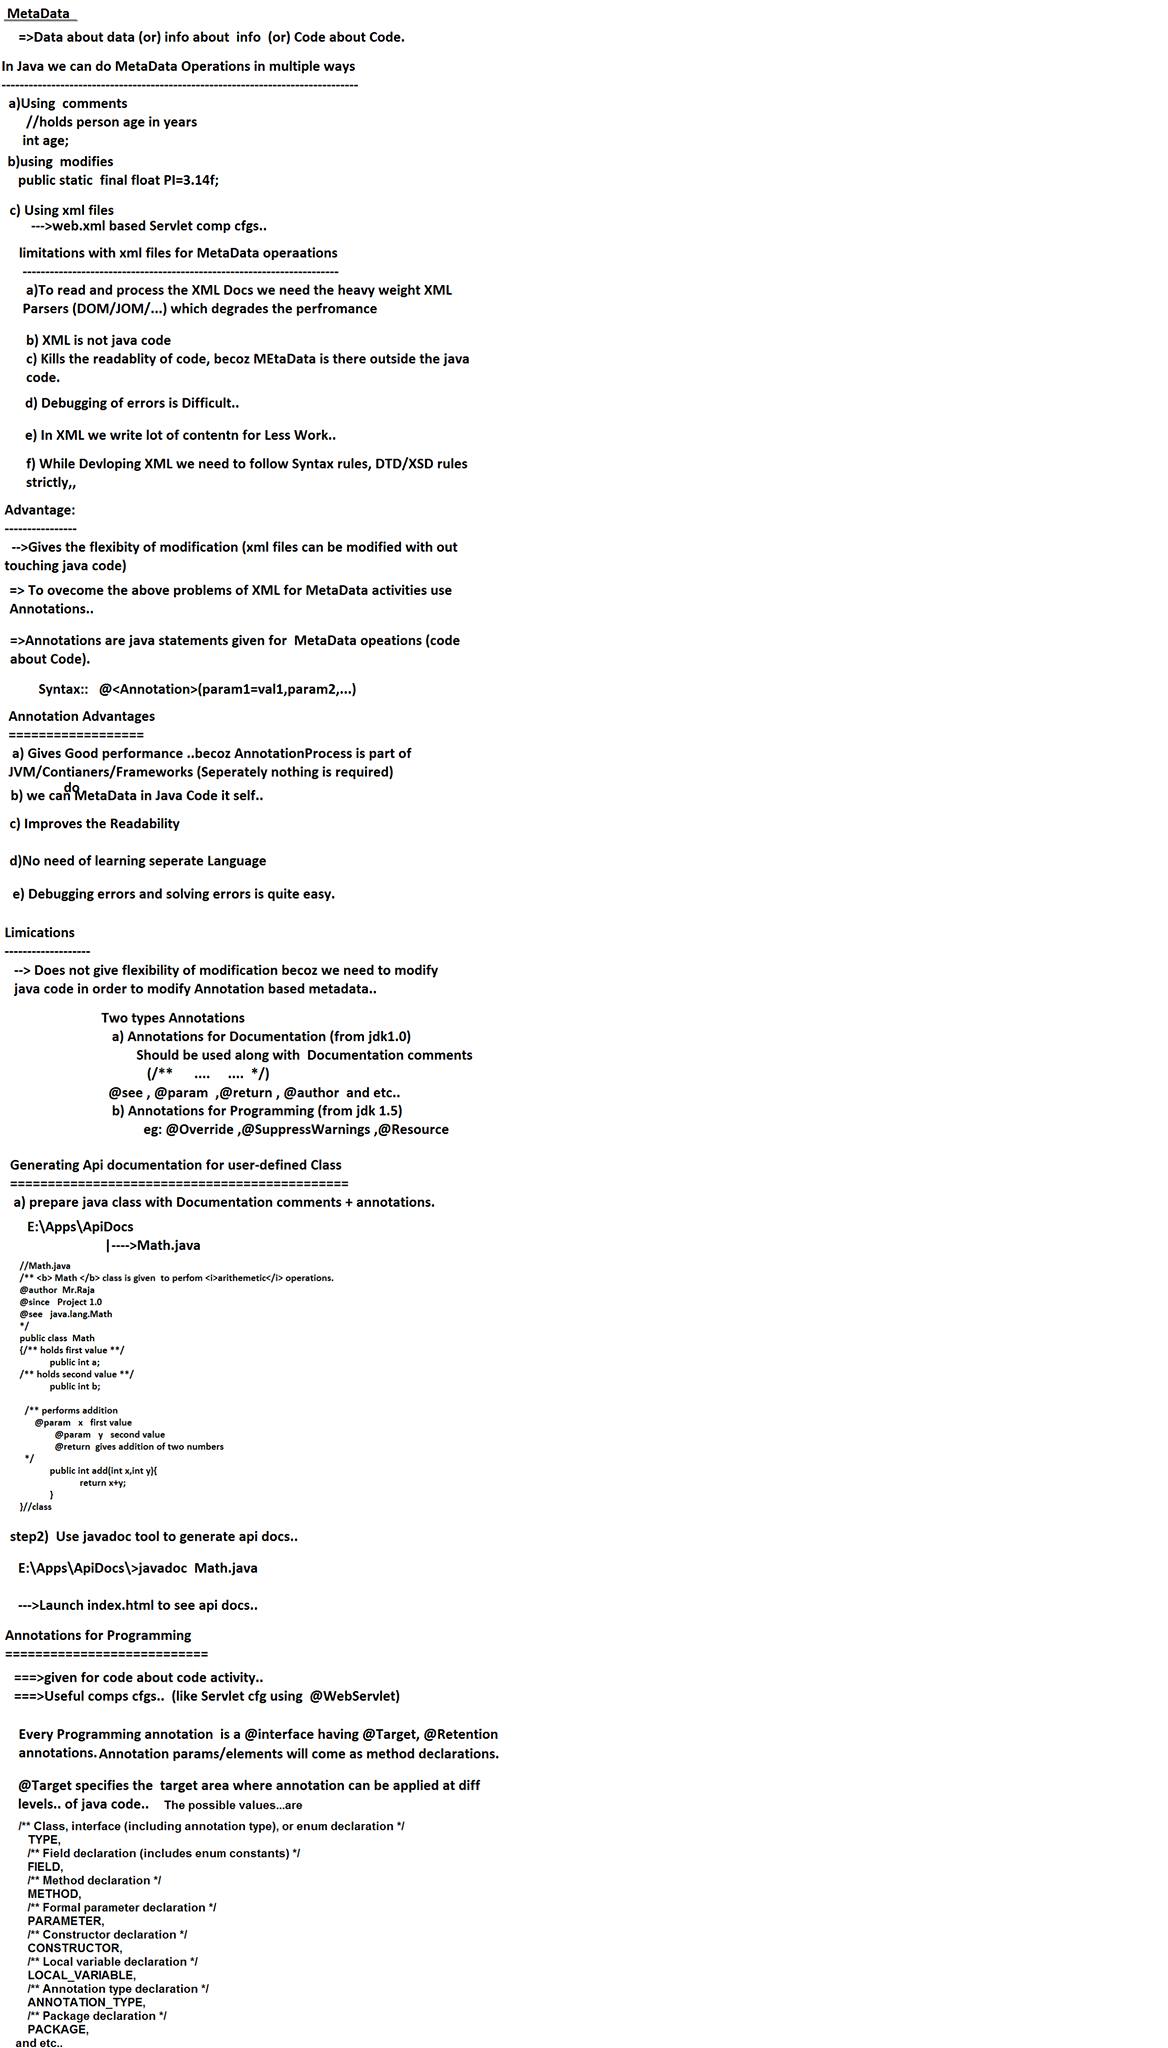 MetaData
=>Data about data (or) info about  info  (or) Code about Code.
In Java we can do MetaData Operations in multiple ways
-------------------------------------------------------------------------------
a)Using  comments
//holds person age in years
int age;
b)using  modifies
public static  final float PI=3.14f;
c) Using xml files
--->web.xml based Servlet comp cfgs..
limitations with xml files for MetaData operaations
----------------------------------------------------------------------
a)To read and process the XML Docs we need the heavy weight XML
Parsers (DOM/JOM/...) which degrades the perfromance
b) XML is not java code
c) Kills the readablity of code, becoz MEtaData is there outside the java
code.
d) Debugging of errors is Difficult..
e) In XML we write lot of contentn for Less Work..
f) While Devloping XML we need to follow Syntax rules, DTD/XSD rules
strictly,,
Advantage:
----------------
-->Gives the flexibity of modification (xml files can be modified with out
touching java code)
=> To ovecome the above problems of XML for MetaData activities use
Annotations..
=>Annotations are java statements given for  MetaData opeations (code
about Code).
Syntax::   @<Annotation>(param1=val1,param2,...)
Annotation Advantages
==================
a) Gives Good performance ..becoz AnnotationProcess is part of
JVM/Contianers/Frameworks (Seperately nothing is required)
do
b) we can MetaData in Java Code it self..
c) Improves the Readability
d)No need of learning seperate Language
e) Debugging errors and solving errors is quite easy.
Limications
-------------------
--> Does not give flexibility of modification becoz we need to modify
java code in order to modify Annotation based metadata..
Two types Annotations
a) Annotations for Documentation (from jdk1.0)
Should be used along with  Documentation comments
(/**      ....     ....  */)
@see , @param  ,@return , @author  and etc..
b) Annotations for Programming (from jdk 1.5)
eg: @Override ,@SuppressWarnings ,@Resource
Generating Api documentation for user-defined Class
=============================================
a) prepare java class with Documentation comments + annotations.
E:\Apps\ApiDocs
|---->Math.java
//Math.java
/** <b> Math </b> class is given  to perfom <i>arithemetic</i> operations.
@author  Mr.Raja
@since   Project 1.0
@see   java.lang.Math
*/
public class  Math
{/** holds first value **/
public int a;
/** holds second value **/
public int b;
/** performs addition
@param   x   first value
@param   y   second value
@return  gives addition of two numbers
*/
public int add(int x,int y){
return x+y;
}
}//class
step2)  Use javadoc tool to generate api docs..
E:\Apps\ApiDocs\>javadoc  Math.java
--->Launch index.html to see api docs..
Annotations for Programming
===========================
===>given for code about code activity..
===>Useful comps cfgs..  (like Servlet cfg using  @WebServlet)
Every Programming annotation  is a @interface having @Target, @Retention
annotations. Annotation params/elements will come as method declarations.
@Target specifies the  target area where annotation can be applied at diff
levels.. of java code..    The possible values...are
/** Class, interface (including annotation type), or enum declaration */
TYPE,
/** Field declaration (includes enum constants) */
FIELD,
/** Method declaration */
METHOD,
/** Formal parameter declaration */
PARAMETER,
/** Constructor declaration */
CONSTRUCTOR,
/** Local variable declaration */
LOCAL_VARIABLE,
/** Annotation type declaration */
ANNOTATION_TYPE,
/** Package declaration */
PACKAGE,
and etc..